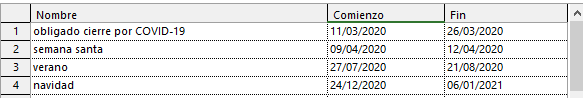 Nombre Comienzo Fin
1 obligado cierre por COVID-19 11/03/2020 26/03/2020
2 semana santa 09/04/2020 12/04/2020
3 verano 27/07/2020 21/08/2020
4 navidad 24/12/2020 06/01/2021